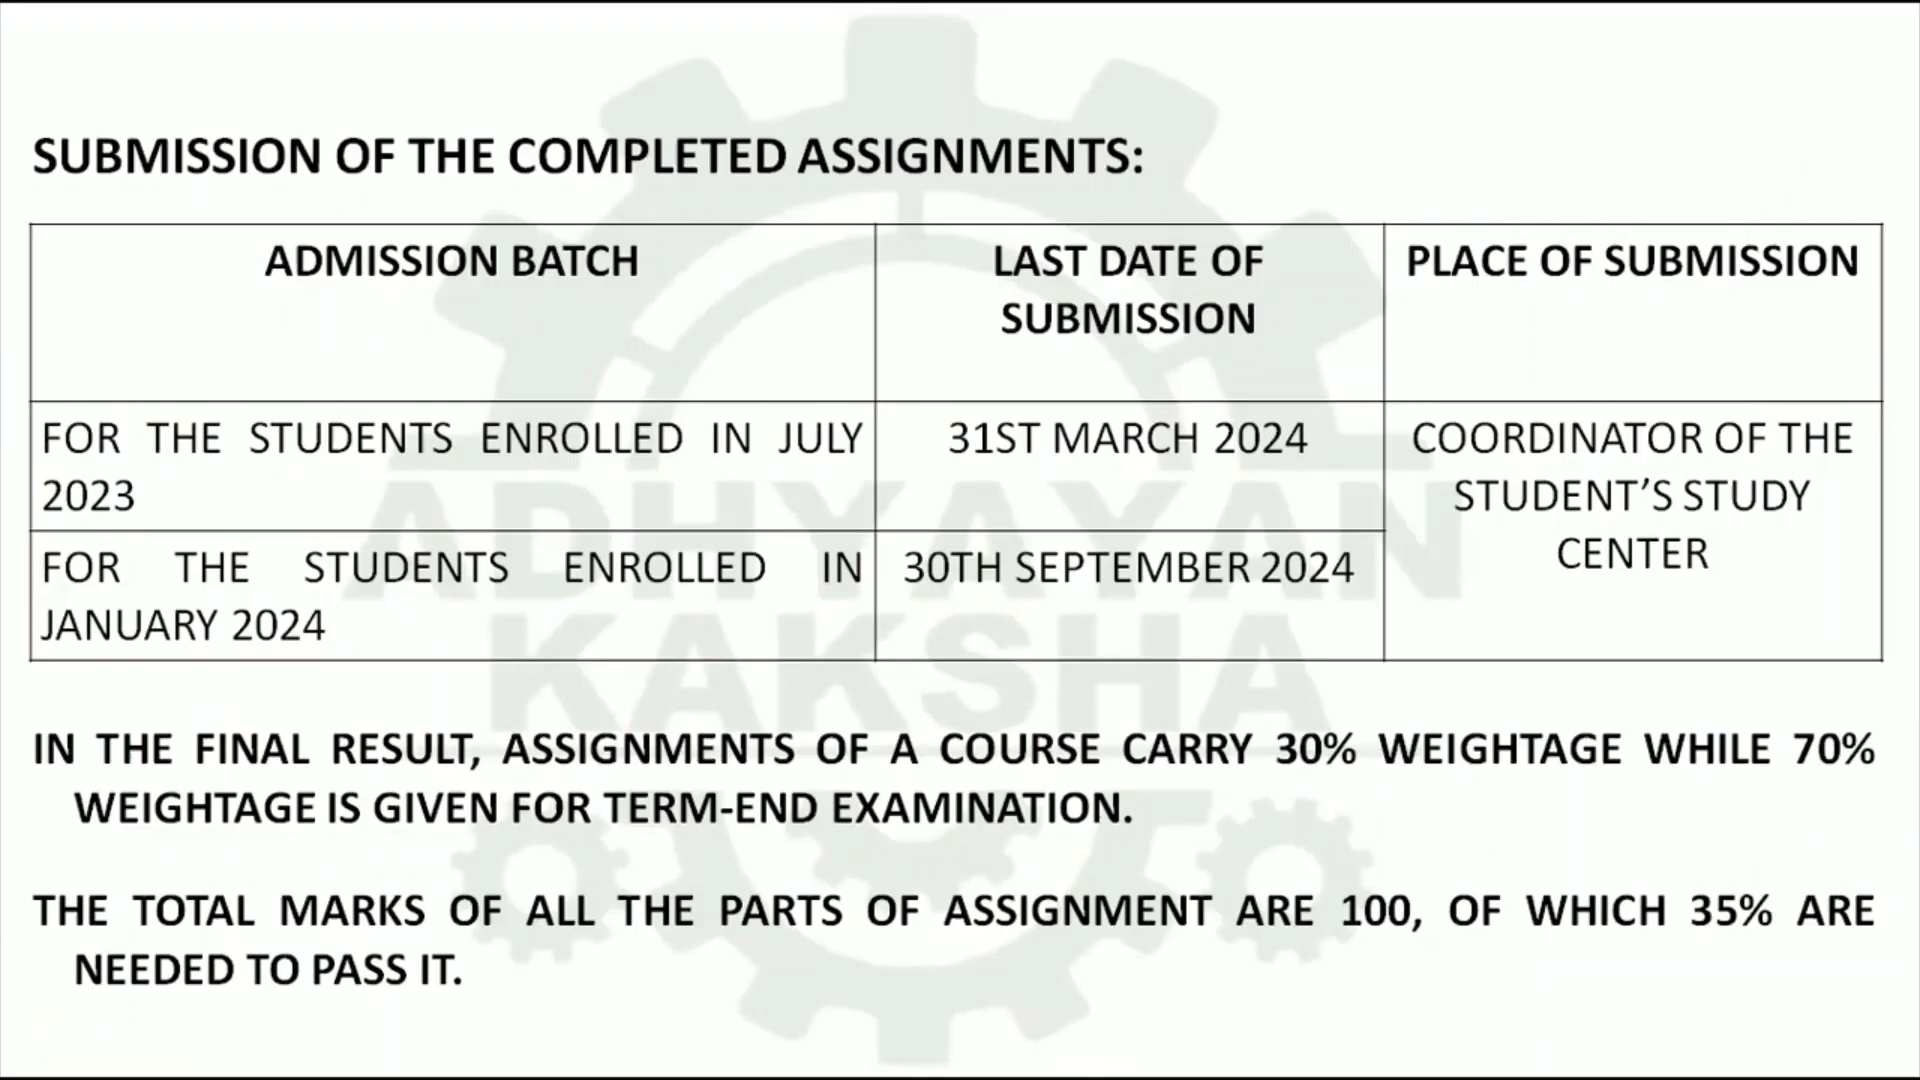 SUBMISSION OF THE COMPLETED ASSIGNMENTS:
ADMISSION BATCH
LAST DATE OF
SUBMISSION
PLACE OF SUBMISSION
FOR THE STUDENTS ENROLLED IN JULY
2023
31ST MARCH 2024
COORDINATOR OF THE
STUDENT’S STUDY
CENTER
FOR THE STUDENTS ENROLLED IN
JANUARY 2024
30TH SEPTEMBER 2024
ADHYAYAN
KAKSHA
IN THE FINAL RESULT, ASSIGNMENTS OF A COURSE CARRY 30% WEIGHTAGE WHILE 70%
WEIGHTAGE IS GIVEN FOR TERM-END EXAMINATION.
THE TOTAL MARKS OF ALL THE PARTS OF ASSIGNMENT ARE 100, OF WHICH 35% ARE
NEEDED TO PASS IT.